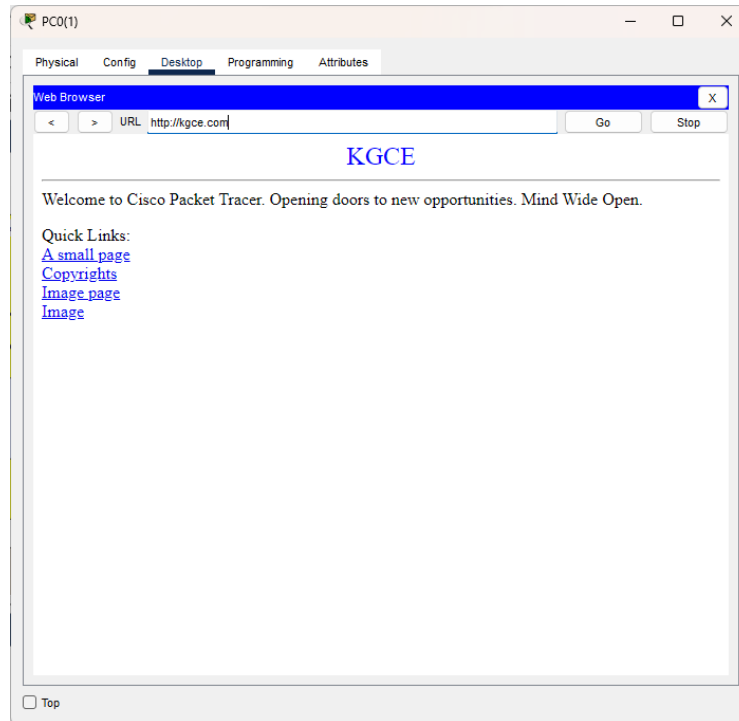 PC0(1)
Physical Config Desktop Programming Attributes
Web Browser X
< > URL http://kgce.com Go Stop
KGCE
Welcome to Cisco Packet Tracer. Opening doors to new opportunities. Mind Wide Open.
Quick Links:
A small page
Copyrights
Image page
Image
Top